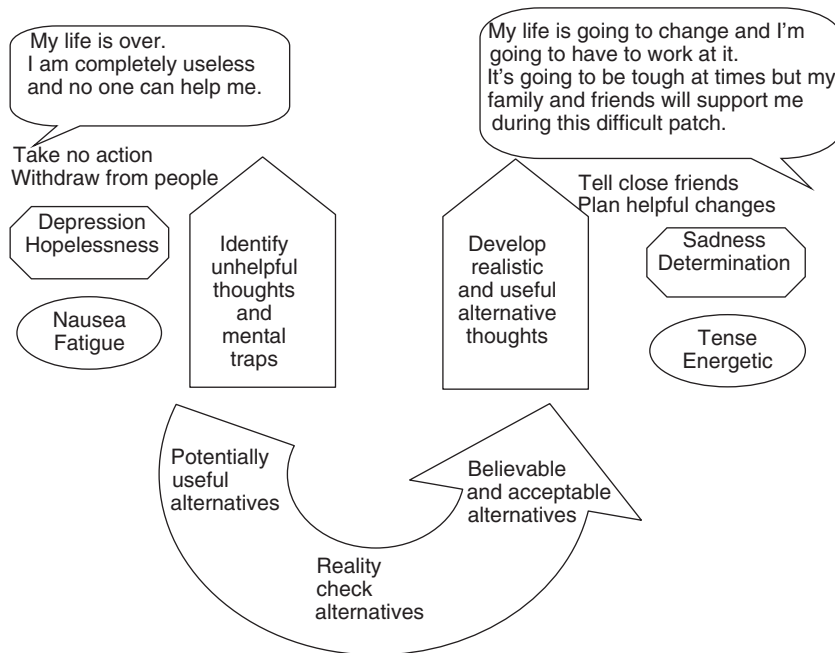 My life is over.
I am completely useless
and no one can help me.
My life is going to change and I’m
going to have to work at it.
It’s going to be tough at times but my
family and friends will support me
during this difficult patch.
Take no action
Withdraw from people
Depression
Hopelessness
Nausea
Fatigue
Identify
unhelpful
thoughts
and
mental
traps
Develop
realistic
and useful
alternative
thoughts
Tell close friends
Plan helpful changes
Sadness
Determination
Tense
Energetic
Potentially
useful
alternatives
Reality
check
alternatives
Believable
and acceptable
alternatives